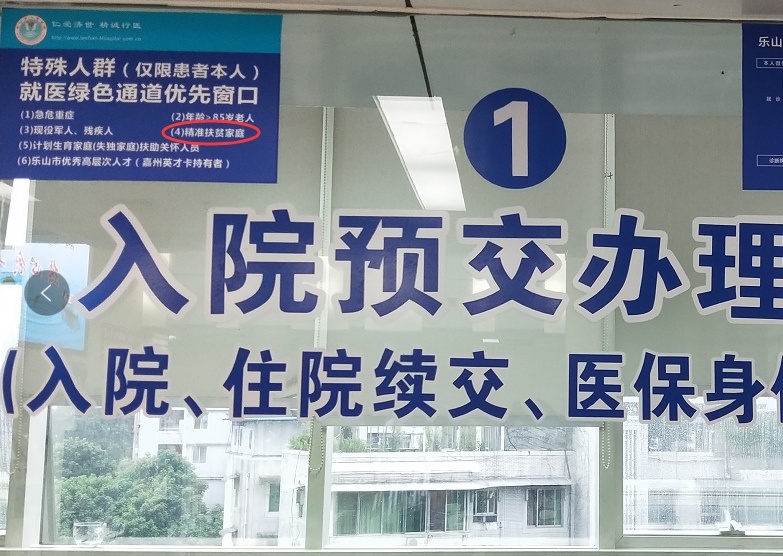 仁爱济世 精诚行医
特殊人群（仅限患者本人）
就医绿色通道优先窗口
(1)急危重症
(2)年龄≥85岁老人
(3)现役军人、残疾人
(4)精准扶贫家庭
(5)计划生育家庭(失独家庭)扶助关怀人员
(6)乐山市优秀高层次人才（嘉州英才卡持有者）
乐山
1
入院预交办理
(入院、住院续交、医保身